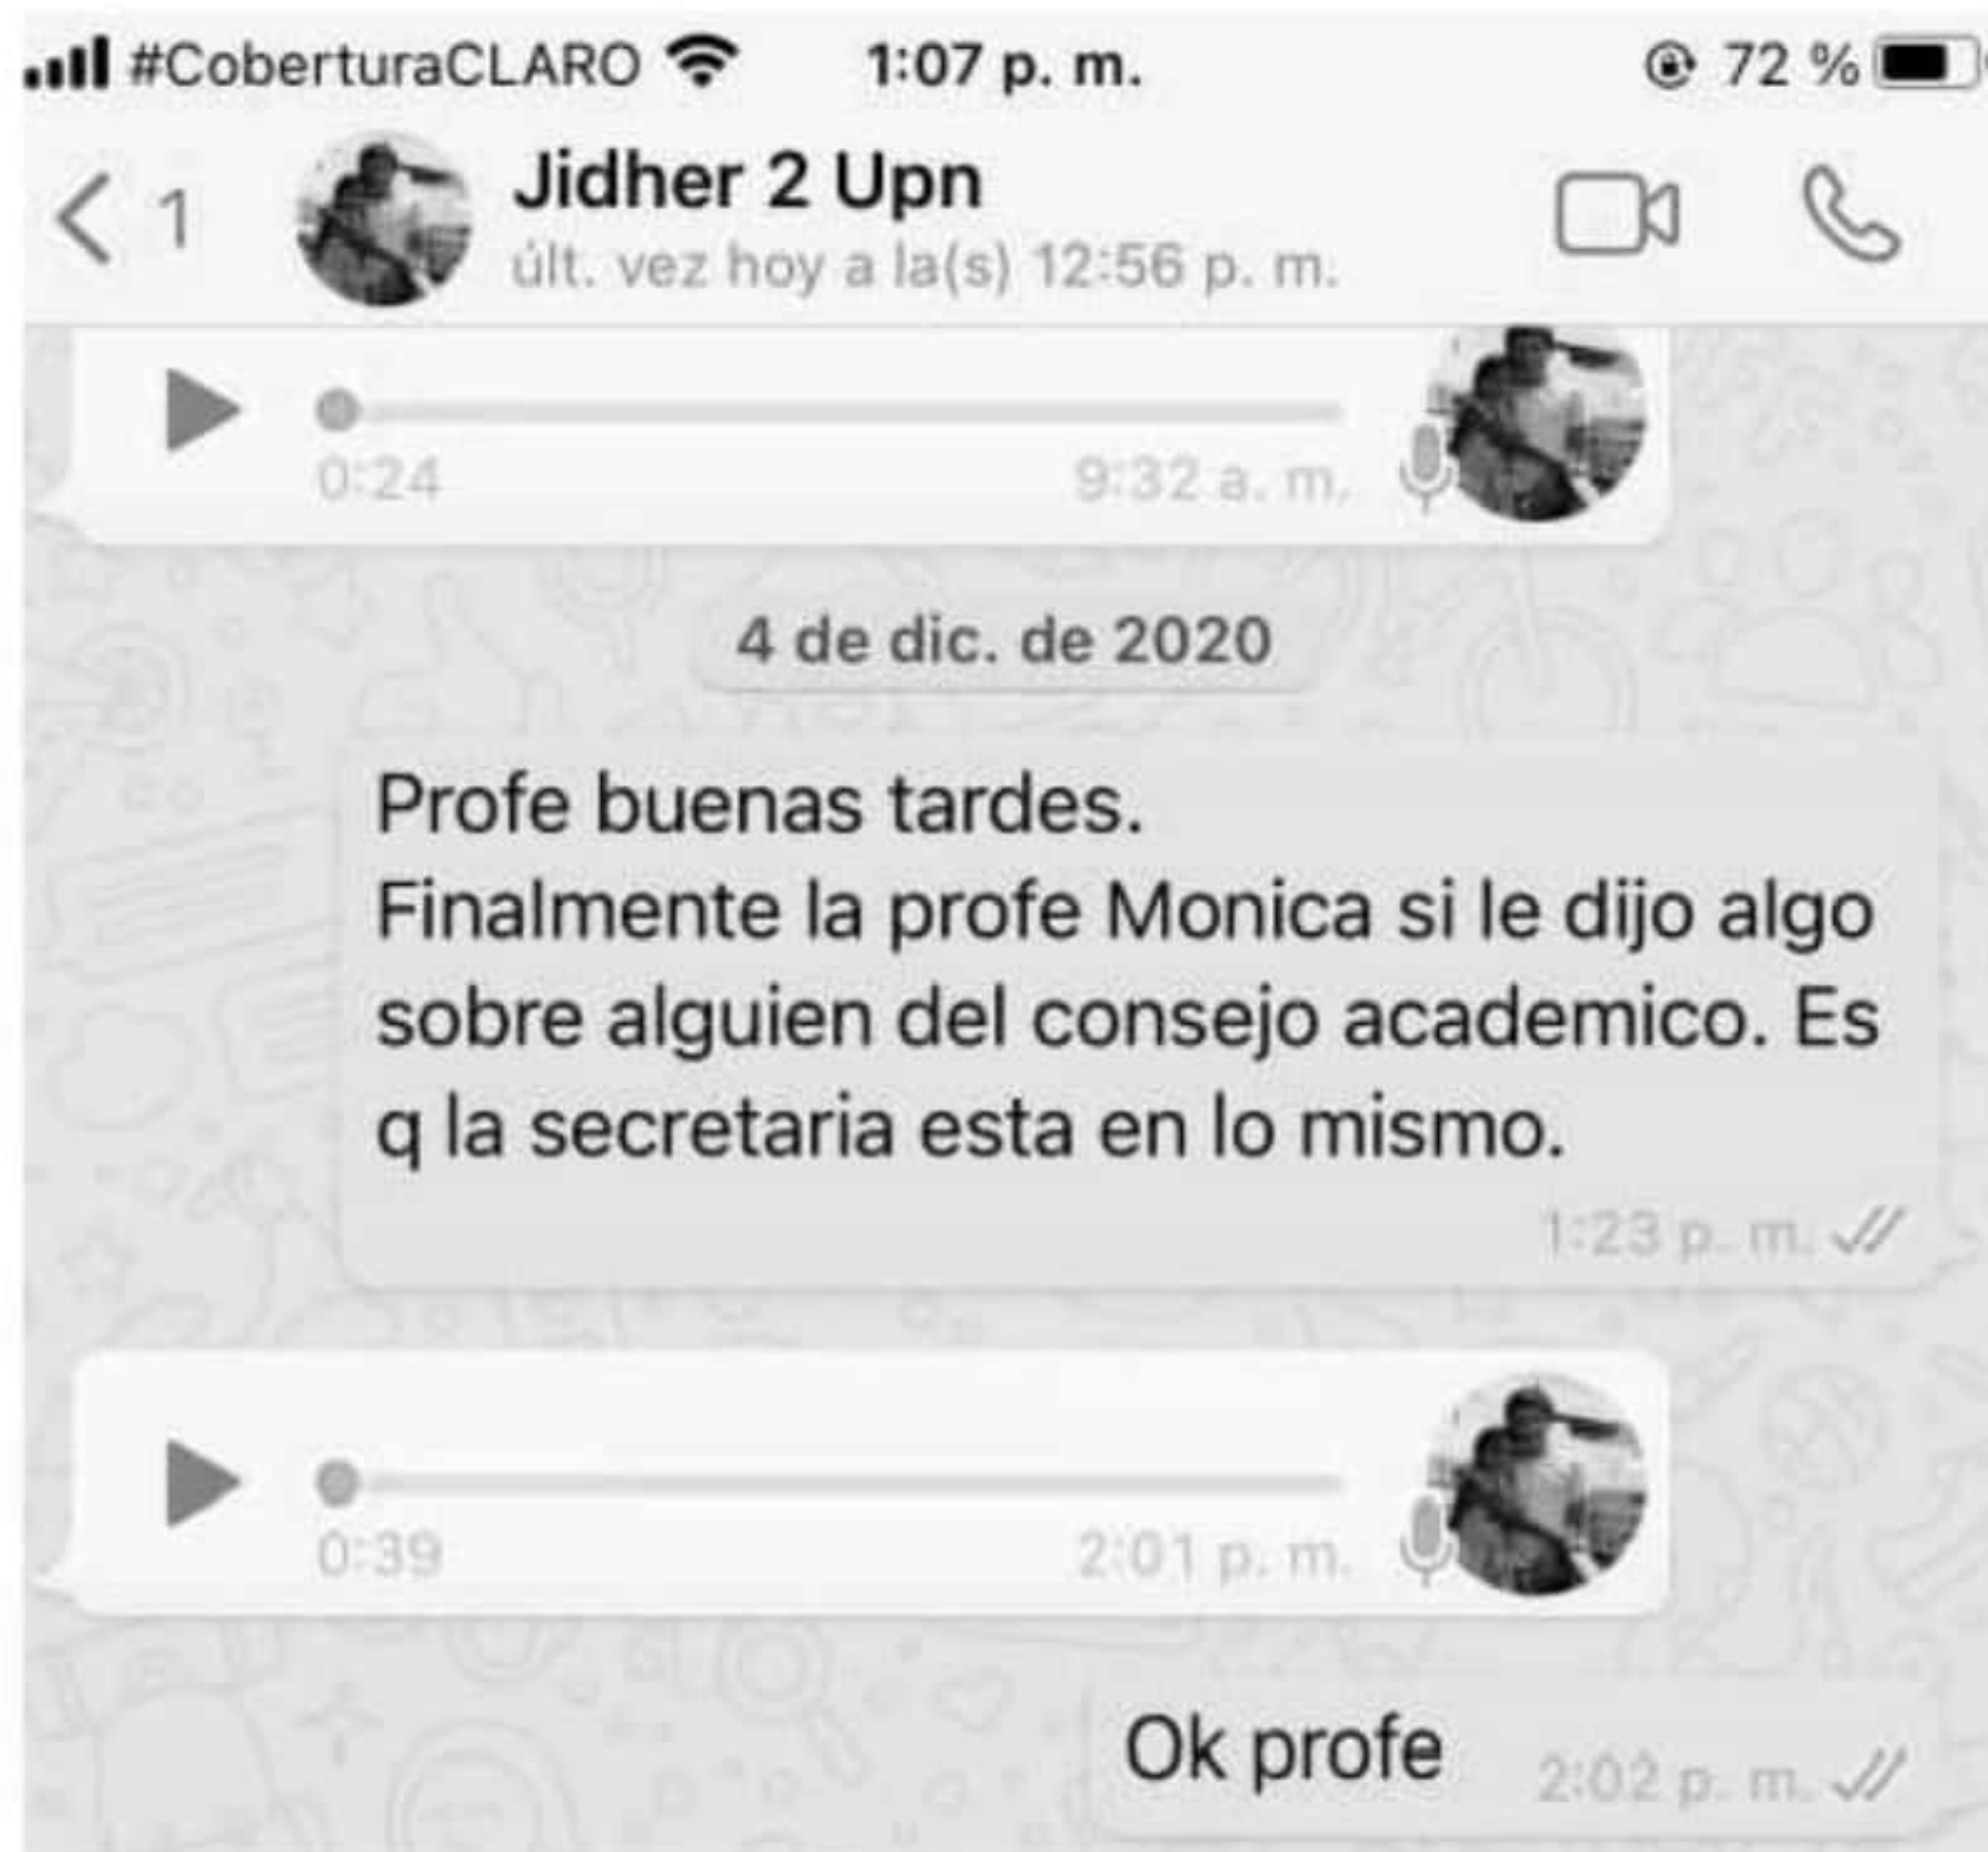 #CoberturaCLARO 1:07 p. m. 72 %
1 Jidher 2 Upn
últ. vez hoy a la(s) 12:56 p. m.
0:24 9:32 a. m.
4 de dic. de 2020
Profe buenas tardes.
Finalmente la profe Monica si le dijo algo
sobre alguien del consejo academico. Es
q la secretaria esta en lo mismo.
1:23 p. m.
0:39 2:01 p. m.
Ok profe 2:02 p. m.